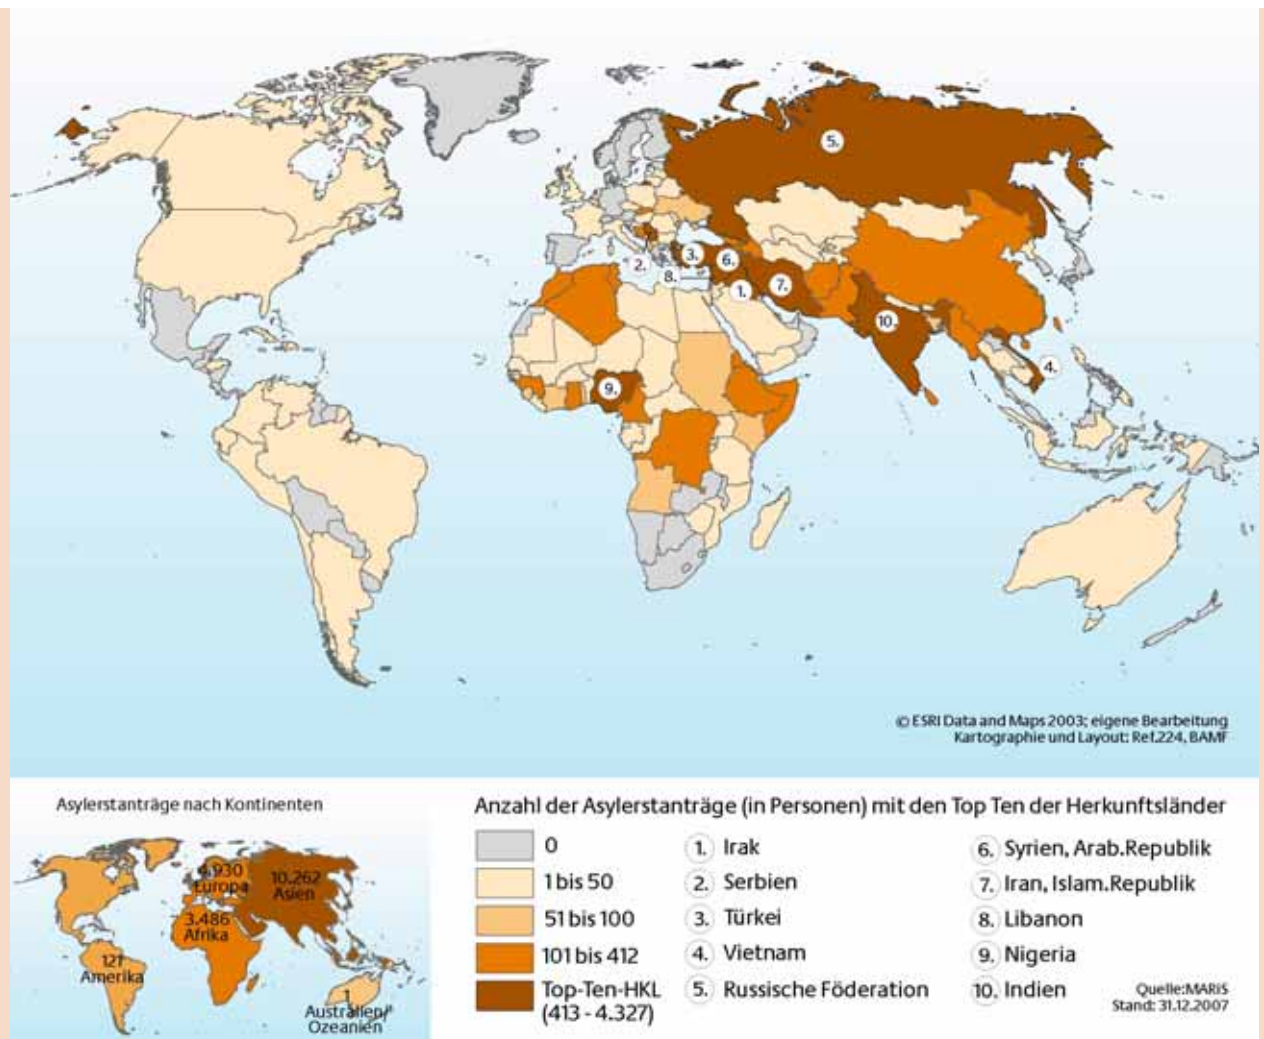 5.
3.
6.
2.
8.
1.
7.
10.
4.
9.
© ESRI Data and Maps 2003; eigene Bearbeitung
Kartographie und Layout: Ref.224, BAMF
Asylerstanträge nach Kontinenten
4.930
Europa
10.262
Asien
3.486
Afrika
121
Amerika
1
Australien/
Ozeanien
Anzahl der Asylerstanträge (in Personen) mit den Top Ten der Herkunftsländer
0
1 bis 50
51 bis 100
101 bis 412
Top-Ten-HKL
(413 - 4.327)
1. Irak
2. Serbien
3. Türkei
4. Vietnam
5. Russische Föderation
6. Syrien, Arab.Republik
7. Iran, Islam.Republik
8. Libanon
9. Nigeria
10. Indien
Quelle:MARiS
Stand: 31.12.2007